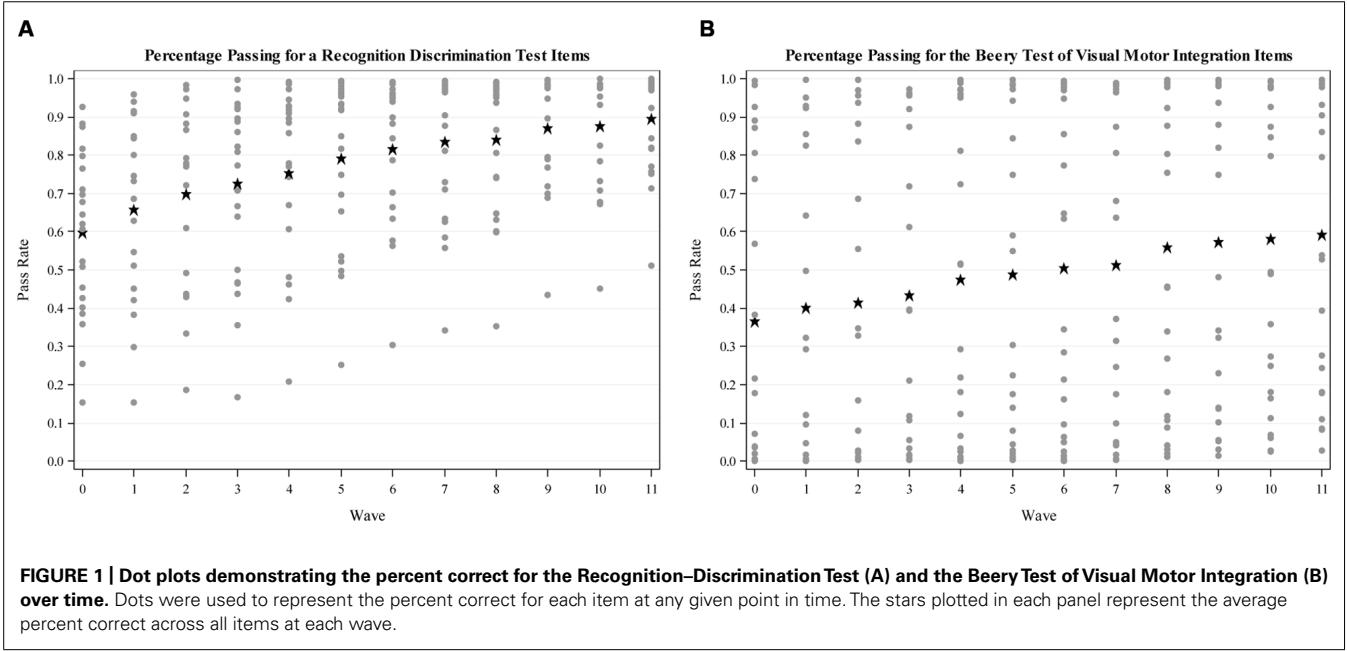 A
Percentage Passing for a Recognition Discrimination Test Items
Pass Rate
1.0
0.9
0.8
0.7
0.6
0.5
0.4
0.3
0.2
0.1
0.0
0 1 2 3 4 5 6 7 8 9 10 11
Wave
B
Percentage Passing for the Beery Test of Visual Motor Integration Items
Pass Rate
1.0
0.9
0.8
0.7
0.6
0.5
0.4
0.3
0.2
0.1
0.0
0 1 2 3 4 5 6 7 8 9 10 11
Wave
FIGURE 1 | Dot plots demonstrating the percent correct for the Recognition–Discrimination Test (A) and the Beery Test of Visual Motor Integration (B)
over time. Dots were used to represent the percent correct for each item at any given point in time. The stars plotted in each panel represent the average
percent correct across all items at each wave.